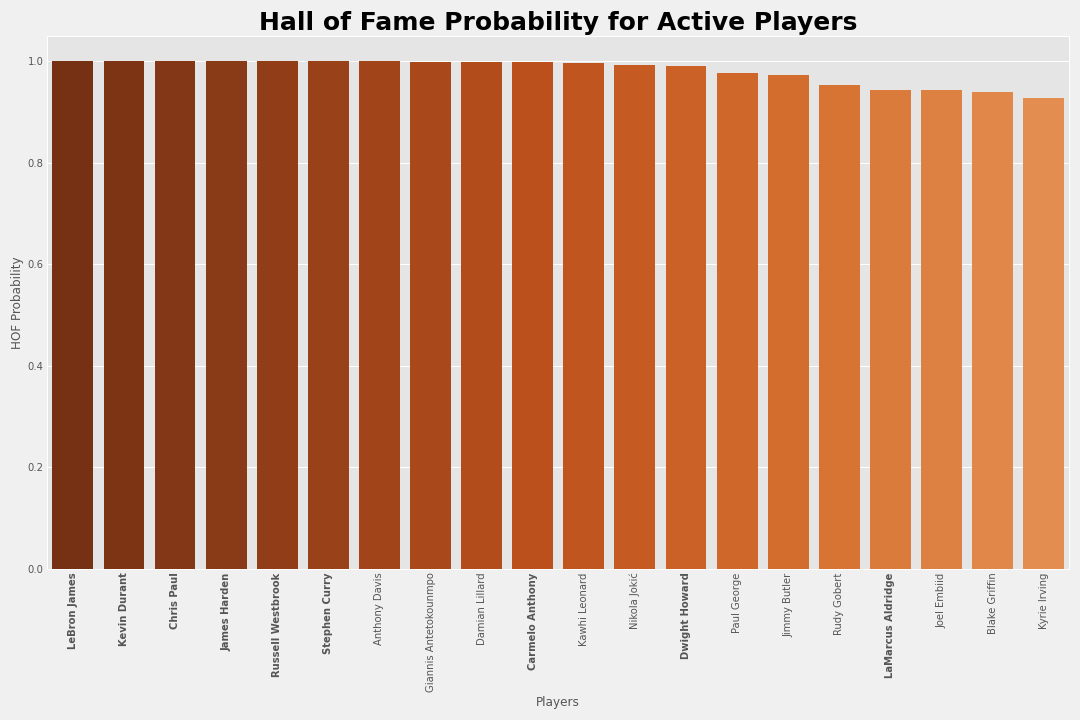 Hall of Fame Probability for Active Players
HOF Probability
1.0
0.8
0.6
0.4
0.2
0.0
LeBron James
Kevin Durant
Chris Paul
James Harden
Russell Westbrook
Stephen Curry
Anthony Davis
Giannis Antetokounmpo
Damian Lillard
Carmelo Anthony
Kawhi Leonard
Nikola Jokić
Dwight Howard
Paul George
Jimmy Butler
Rudy Gobert
LaMarcus Aldridge
Joel Embiid
Blake Griffin
Kyrie Irving
Players